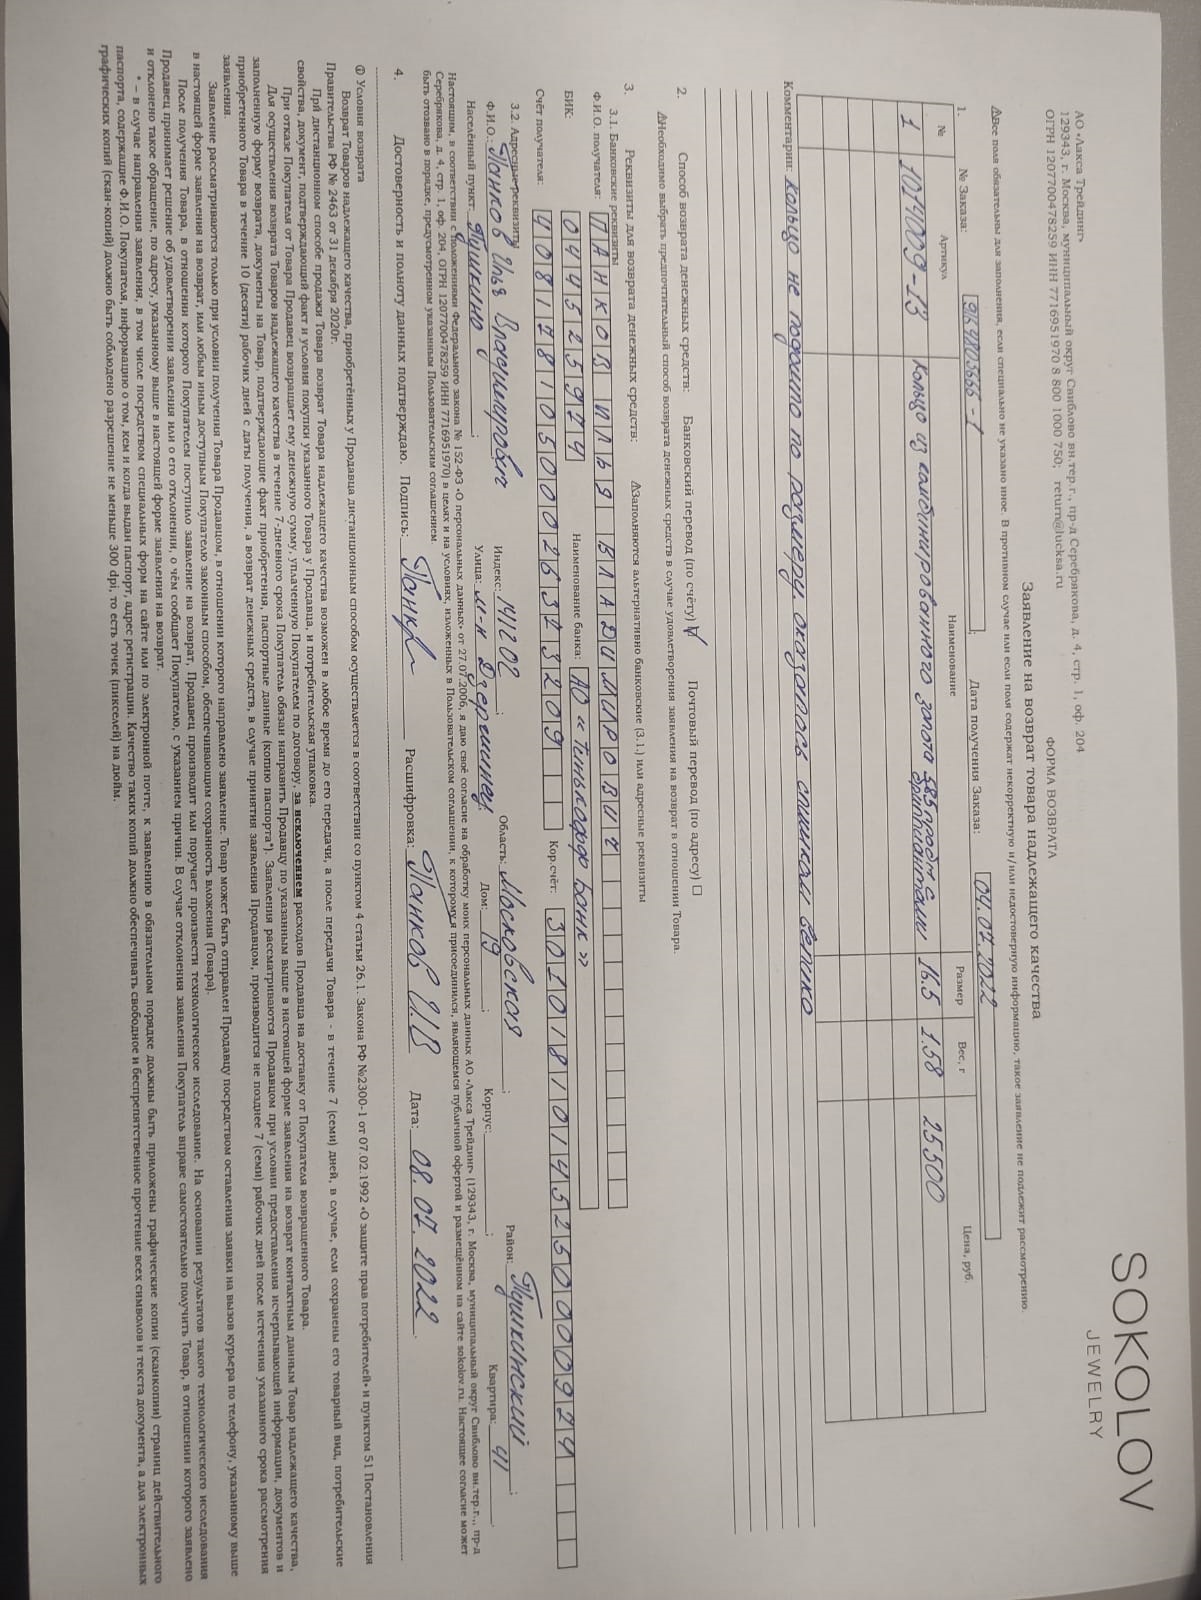 SOKOLOV
JEWELRY
АО «Лакса Трейдинг»
129343, г. Москва, муниципальный округ Свиблово вн.тер.г., пр-д Серебрякова, д. 4, стр. 1, оф. 204
ОГРН 1207700478259 ИНН 7716951970 8 800 1000 750; return@lucksa.ru
ФОРМА ВОЗВРАТА
Заявление на возврат товара надлежащего качества
⚠Все поля обязательны для заполнения, если специально не указано иное. В противном случае или если поля содержат некорректную и/или недостоверную информацию, такое заявление не подлежит рассмотрению.
1. № Заказа: 9164805666-1; Дата получения Заказа: 04.07.2022
№ Артикул Наименование Размер Вес, г Цена, руб.
1 1014009-13 Кольцо из комбинированного золота 585 пробы с бриллиантами 16.5 1.58 25500
Комментарии: кольцо не подошло по размеру. оказалось слишком велико
2. Способ возврата денежных средств: Банковский перевод (по счёту) ☑ Почтовый перевод (по адресу) ☐
⚠Необходимо выбрать предпочтительный способ возврата денежных средств в случае удовлетворения заявления на возврат в отношении Товара.
3. Реквизиты для возврата денежных средств: ⚠Заполняются альтернативно банковские (3.1.) или адресные реквизиты
3.1. Банковские реквизиты
Ф.И.О. получателя: ПАНКОВ ИЛЬЯ ВЛАДИМИРОВИЧ
БИК: 044525974 Наименование банка: АО «Тинькофф Банк»
Счёт получателя: 40817810500026373209 Кор.счёт: 30101810145250000974
3.2. Адресные реквизиты
Ф.И.О.: Панков Илья Владимирович Индекс: 141202; Область: Московская; Район: Пушкинский;
Населённый пункт: Пушкино; Улица: м-н Дзержинец; Дом: 19; Корпус: ; Квартира: 41.
Настоящим, в соответствии с положениями Федерального закона № 152-ФЗ «О персональных данных» от 27.07.2006, я даю своё согласие на обработку моих персональных данных АО «Лакса Трейдинг» (129343, г. Москва, муниципальный округ Свиблово вн.тер.г.,., пр-д
Серебрякова, д. 4, стр. 1, оф. 204, ОГРН 1207700478259 ИНН 7716951970) в целях и на условиях, изложенных в Пользовательском соглашении, к которому я присоединился, являющемся публичной офертой и размещённом на сайте sokolov.ru. Настоящее согласие может
быть отозвано в порядке, предусмотренном указанным Пользовательским соглашением.
4. Достоверность и полноту данных подтверждаю. Подпись: Панк Расшифровка: Панков И.В Дата: 08.07.2022.
ⓘ Условия возврата
Возврат Товаров надлежащего качества, приобретённых у Продавца дистанционным способом осуществляется в соответствии со пунктом 4 статьи 26.1. Закона РФ №2300-1 от 07.02.1992 «О защите прав потребителей» и пунктом 51 Постановления
Правительства РФ № 2463 от 31 декабря 2020г.
При дистанционном способе продажи Товара возврат Товара надлежащего качества возможен в любое время до его передачи, а после передачи Товара - в течение 7 (семи) дней, в случае, если сохранены его товарный вид, потребительские
свойства, документ, подтверждающий факт и условия покупки указанного Товара у Продавца, и потребительская упаковка.
При отказе Покупателя от Товара Продавец возвращает ему денежную сумму, уплаченную Покупателем по договору, за исключением расходов Продавца на доставку от Покупателя возвращенного Товара.
Для осуществления возврата Товаров надлежащего качества в течение 7-дневного срока Покупатель обязан направить Продавцу по указанным выше в настоящей форме заявления на возврат контактным данным Товар надлежащего качества,
заполненную форму возврата, документы на Товар, подтверждающие факт приобретения, паспортные данные (копию паспорта*). Заявления рассматриваются Продавцом при условии предоставления исчерпывающей информации, документов и
приобретенного Товара в течение 10 (десяти) рабочих дней с даты получения, а возврат денежных средств, в случае принятия заявления Продавцом, производится не позднее 7 (семи) рабочих дней после истечения указанного срока рассмотрения
заявления.
Заявление рассматриваются только при условии получения Товара Продавцом, в отношении которого направлено заявление. Товар может быть отправлен Продавцу посредством оставления заявки на вызов курьера по телефону, указанному выше
в настоящей форме заявления на возврат, или любым иным доступным Покупателю законным способом, обеспечивающим сохранность вложения (Товара).
После получения Товара, в отношении которого Покупателем поступило заявление на возврат, Продавец производит или поручает произвести технологическое исследование. На основании результатов такого технологического исследования
Продавец принимает решение об удовлетворении заявления или о его отклонении, о чём сообщает Покупателю, с указанием причин. В случае отклонения заявления Покупатель вправе самостоятельно получить Товар, в отношении которого заявлено
и отклонено такое обращение, по адресу, указанному выше в настоящей форме заявления на возврат.
* – в случае направления заявления, в том числе посредством специальных форм на сайте или по электронной почте, к заявлению в обязательном порядке должны быть приложены графические копии (сканкопии) страниц действительного
паспорта, содержащие Ф.И.О. Покупателя, информацию о том, кем и когда выдан паспорт, адрес регистрации. Качество таких копий должно обеспечивать свободное и беспрепятственное прочтение всех символов и текста документа, а для электронных
графических копий (скан-копий) должно быть соблюдено разрешение не меньше 300 dpi, то есть точек (пикселей) на дюйм.